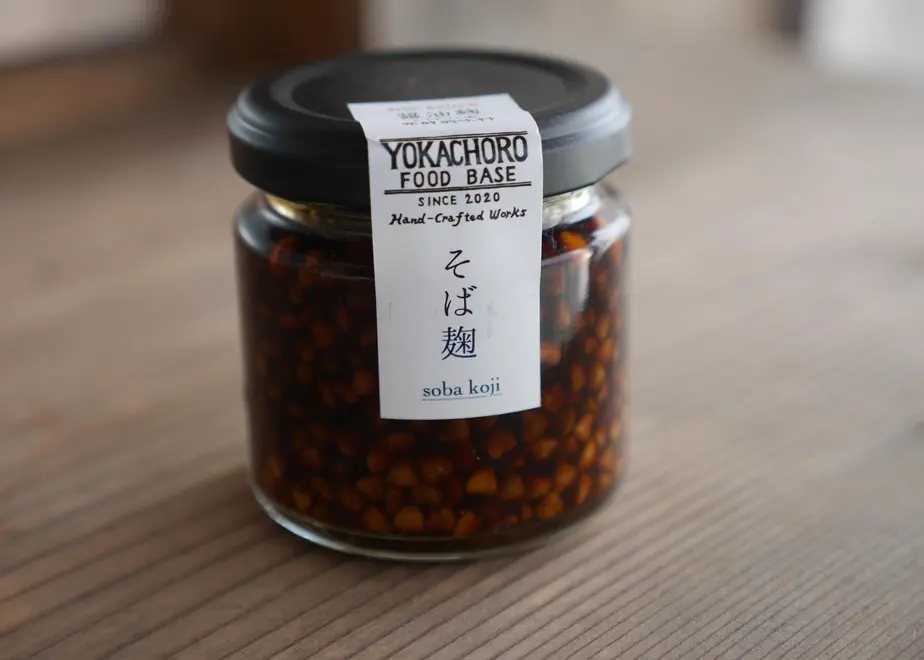 YOKACHORO
FOOD BASE
SINCE 2020
Hand-Crafted Works
そば麹
soba koji